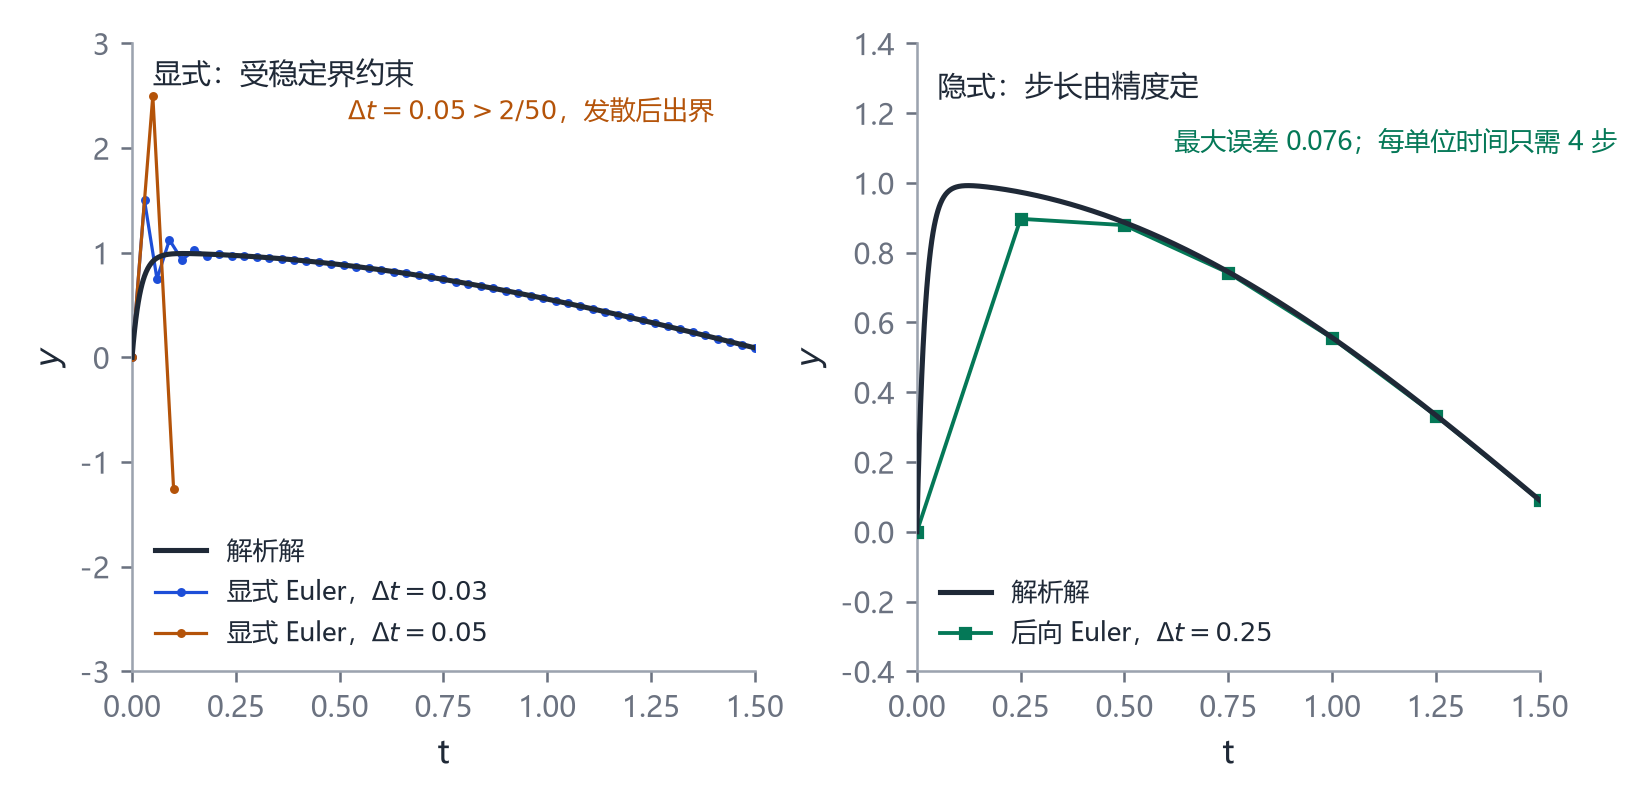 显式：受稳定界约束
Δt = 0.05 > 2/50，发散后出界
3
2
1
0
-1
-2
-3
y
解析解
显式 Euler，Δt = 0.03
显式 Euler，Δt = 0.05
0.00 0.25 0.50 0.75 1.00 1.25 1.50
t
隐式：步长由精度定
最大误差 0.076；每单位时间只需 4 步
1.4
1.2
1.0
0.8
0.6
0.4
0.2
0.0
-0.2
-0.4
y
解析解
后向 Euler，Δt = 0.25
0.00 0.25 0.50 0.75 1.00 1.25 1.50
t